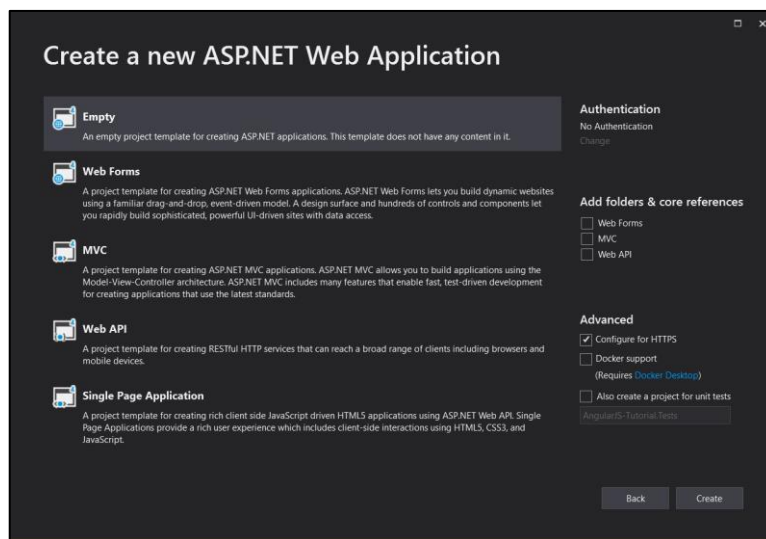 Create a new ASP.NET Web Application
Empty
An empty project template for creating ASP.NET applications. This template does not have any content in it.
Web Forms
A project template for creating ASP.NET Web Forms applications. ASP.NET Web Forms lets you build dynamic websites
using a familiar drag-and-drop, event-driven model. A design surface and hundreds of controls and components let
you rapidly build sophisticated, powerful UI-driven sites with data access.
MVC
A project template for creating ASP.NET MVC applications. ASP.NET MVC allows you to build applications using the
Model-View-Controller architecture. ASP.NET MVC includes many features that enable fast, test-driven development
for creating applications that use the latest standards.
Web API
A project template for creating RESTful HTTP services that can reach a broad range of clients including browsers and
mobile devices.
Single Page Application
A project template for creating rich client side JavaScript driven HTML5 applications using ASP.NET Web API. Single
Page Applications provide a rich user experience which includes client-side interactions using HTML5, CSS3, and
JavaScript.
Authentication
No Authentication
Change
Add folders & core references
Web Forms
MVC
Web API
Advanced
Configure for HTTPS
Docker support
(Requires Docker Desktop)
Also create a project for unit tests
AngularJS-Tutorial.Tests
Back
Create